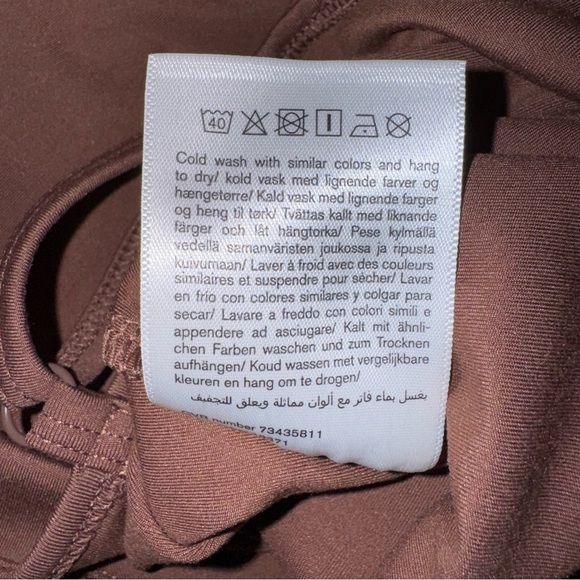 40
Cold wash with similar colors and hang
to dry/ kold vask med lignende farver og
hængetørre/ Kald vask med lignende farger
og heng til tørk/ Tvättas kallt med liknande
färger och låt hängtorka/ Pese kylmällä
vedellä samanväristen joukossa ja ripusta
kuivumaan/ Laver à froid avec des couleurs
similaires et suspendre pour sécher/ Lavar
en frío con colores similares y colgar para
secar/ Lavare a freddo con colori simili e
appendere ad asciugare/ Kalt mit ähnli-
chen Farben waschen und zum Trocknen
aufhängen/ Koud wassen met vergelijkbare
kleuren en hang om te drogen/
يغسل بماء فاتر مع ألوان مماثلة ويعلق للتجفيف
number 73435811